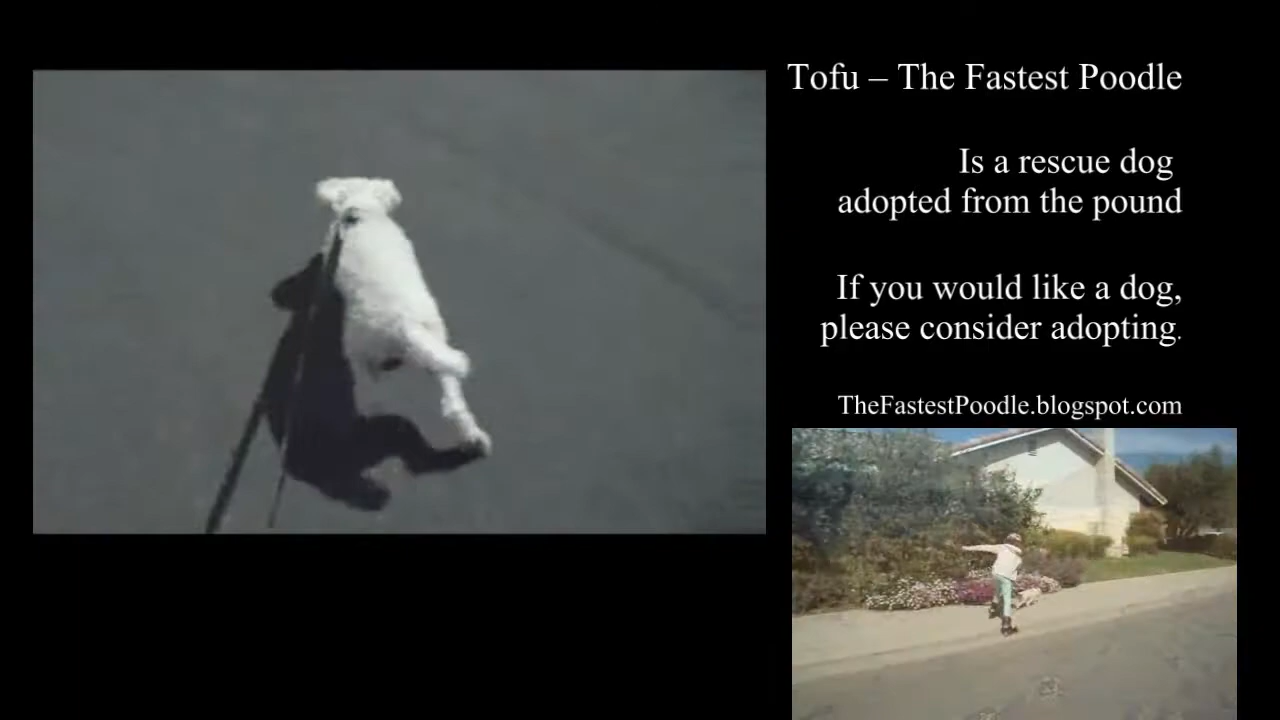 Tofu – The Fastest Poodle
Is a rescue dog
adopted from the pound
If you would like a dog,
please consider adopting.
TheFastestPoodle.blogspot.com